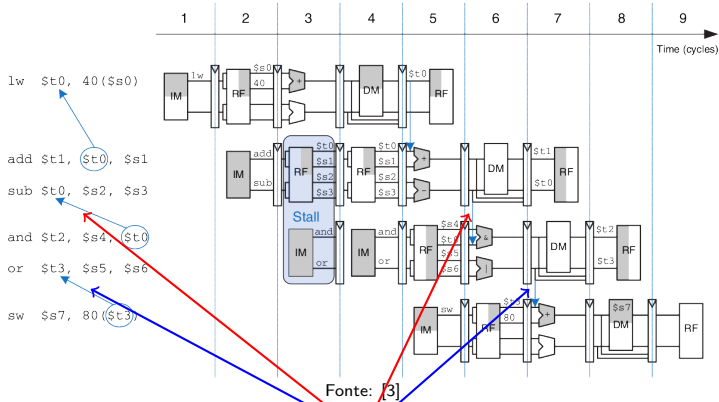 1 2 3 4 5 6 7 8 9
Time (cycles)
lw $t0, 40($s0)
IM lw RF $s0 40 + DM $t0 RF
add $t1, $t0, $s1
sub $t0, $s2, $s3
IM add sub RF $t0 $s1 $s2 $s3 RF $t0 $s1 $s2 $s3 + - DM $t1 $t0 RF
Stall
and $t2, $s4, $t0
or $t3, $s5, $s6
IM and or IM and or RF $s4 $t0 $s5 $s6 & | DM $t2 $t3 RF
sw $s7, 80($t3)
IM sw RF $t3 80 + $s7 DM RF
Fonte: [3]